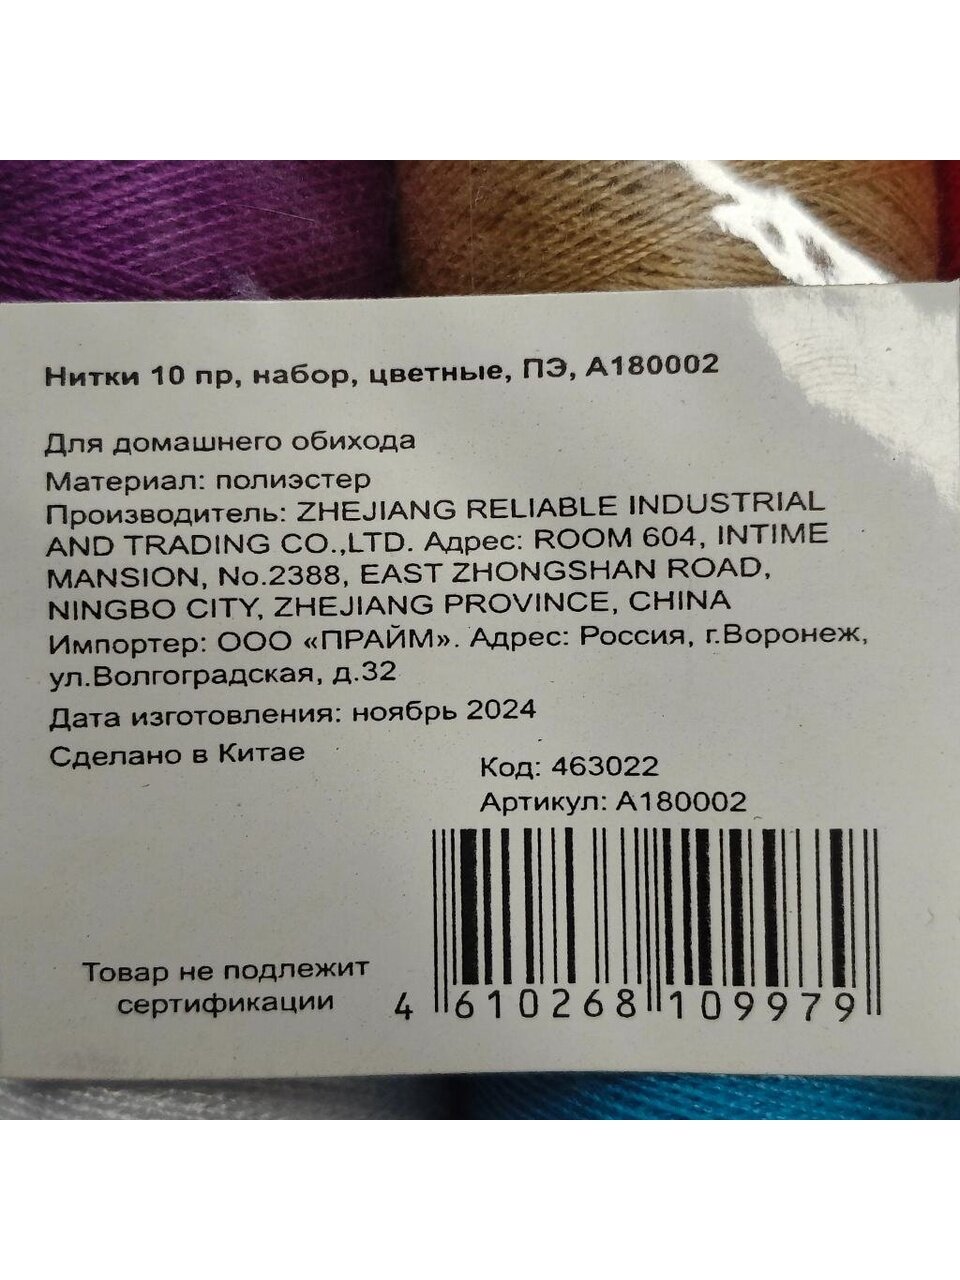 Нитки 10 пр, набор, цветные, ПЭ, А180002
Для домашнего обихода
Материал: полиэстер
Производитель: ZHEJIANG RELIABLE INDUSTRIAL
AND TRADING CO.,LTD. Адрес: ROOM 604, INTIME
MANSION, No.2388, EAST ZHONGSHAN ROAD,
NINGBO CITY, ZHEJIANG PROVINCE, CHINA
Импортер: ООО «ПРАЙМ». Адрес: Россия, г.Воронеж,
ул.Волгоградская, д.32
Дата изготовления: ноябрь 2024
Сделано в Китае
Код: 463022
Артикул: А180002
Товар не подлежит
сертификации
4 610268 109979